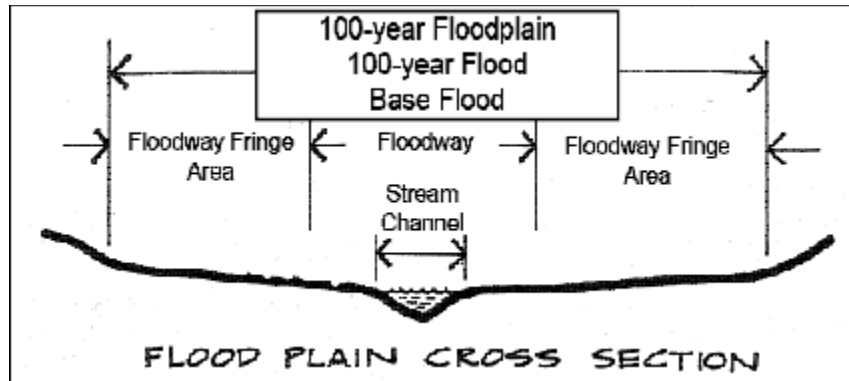 100-year Floodplain
100-year Flood
Base Flood
Floodway Fringe
Area
Floodway
Floodway Fringe
Area
Stream
Channel
FLOOD PLAIN CROSS SECTION